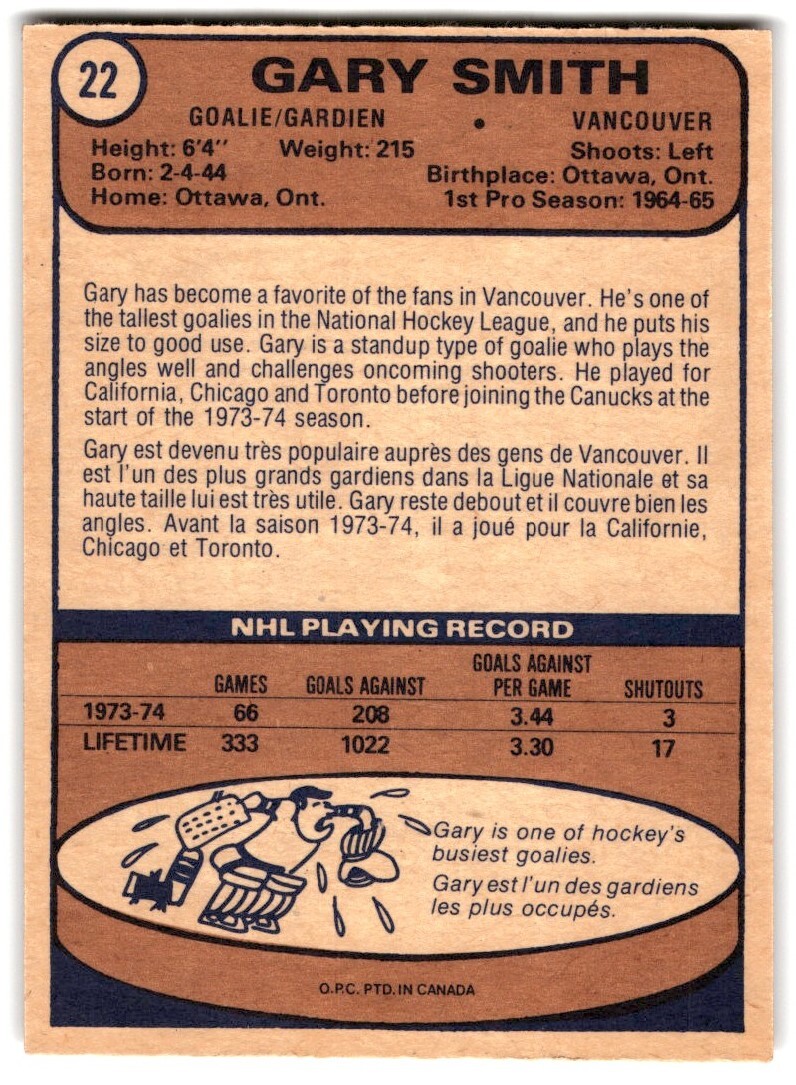 22
GARY SMITH
GOALIE/GARDIEN • VANCOUVER
Height: 6'4" Weight: 215 Shoots: Left
Born: 2-4-44 Birthplace: Ottawa, Ont.
Home: Ottawa, Ont. 1st Pro Season: 1964-65
Gary has become a favorite of the fans in Vancouver. He's one of
the tallest goalies in the National Hockey League, and he puts his
size to good use. Gary is a standup type of goalie who plays the
angles well and challenges oncoming shooters. He played for
California, Chicago and Toronto before joining the Canucks at the
start of the 1973-74 season.
Gary est devenu très populaire auprès des gens de Vancouver. Il
est l'un des plus grands gardiens dans la Ligue Nationale et sa
haute taille lui est très utile. Gary reste debout et il couvre bien les
angles. Avant la saison 1973-74, il a joué pour la Californie,
Chicago et Toronto.
NHL PLAYING RECORD
GAMES GOALS AGAINST GOALS AGAINST PER GAME SHUTOUTS
1973-74 66 208 3.44 3
LIFETIME 333 1022 3.30 17
Gary is one of hockey's
busiest goalies.
Gary est l'un des gardiens
les plus occupés.
O.P.C. PTD. IN CANADA